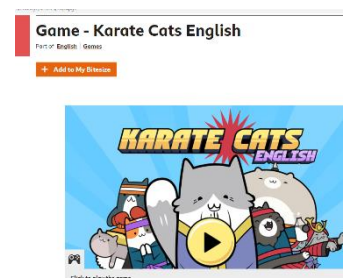 Game - Karate Cats English
Part of English Games
+ Add to My Bitesize
KARATE CATS
ENGLISH
Click to play the game